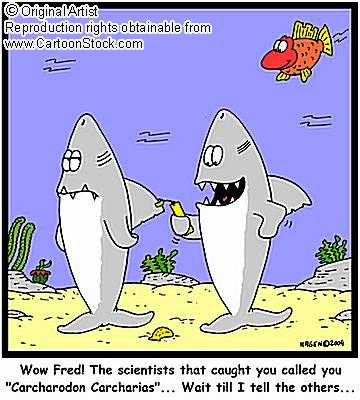 © Original Artist
Reproduction rights obtainable from
www.CartoonStock.com
HAGEN©2004
Wow Fred! The scientists that caught you called you
"Carcharodon Carcharias"... Wait till I tell the others...